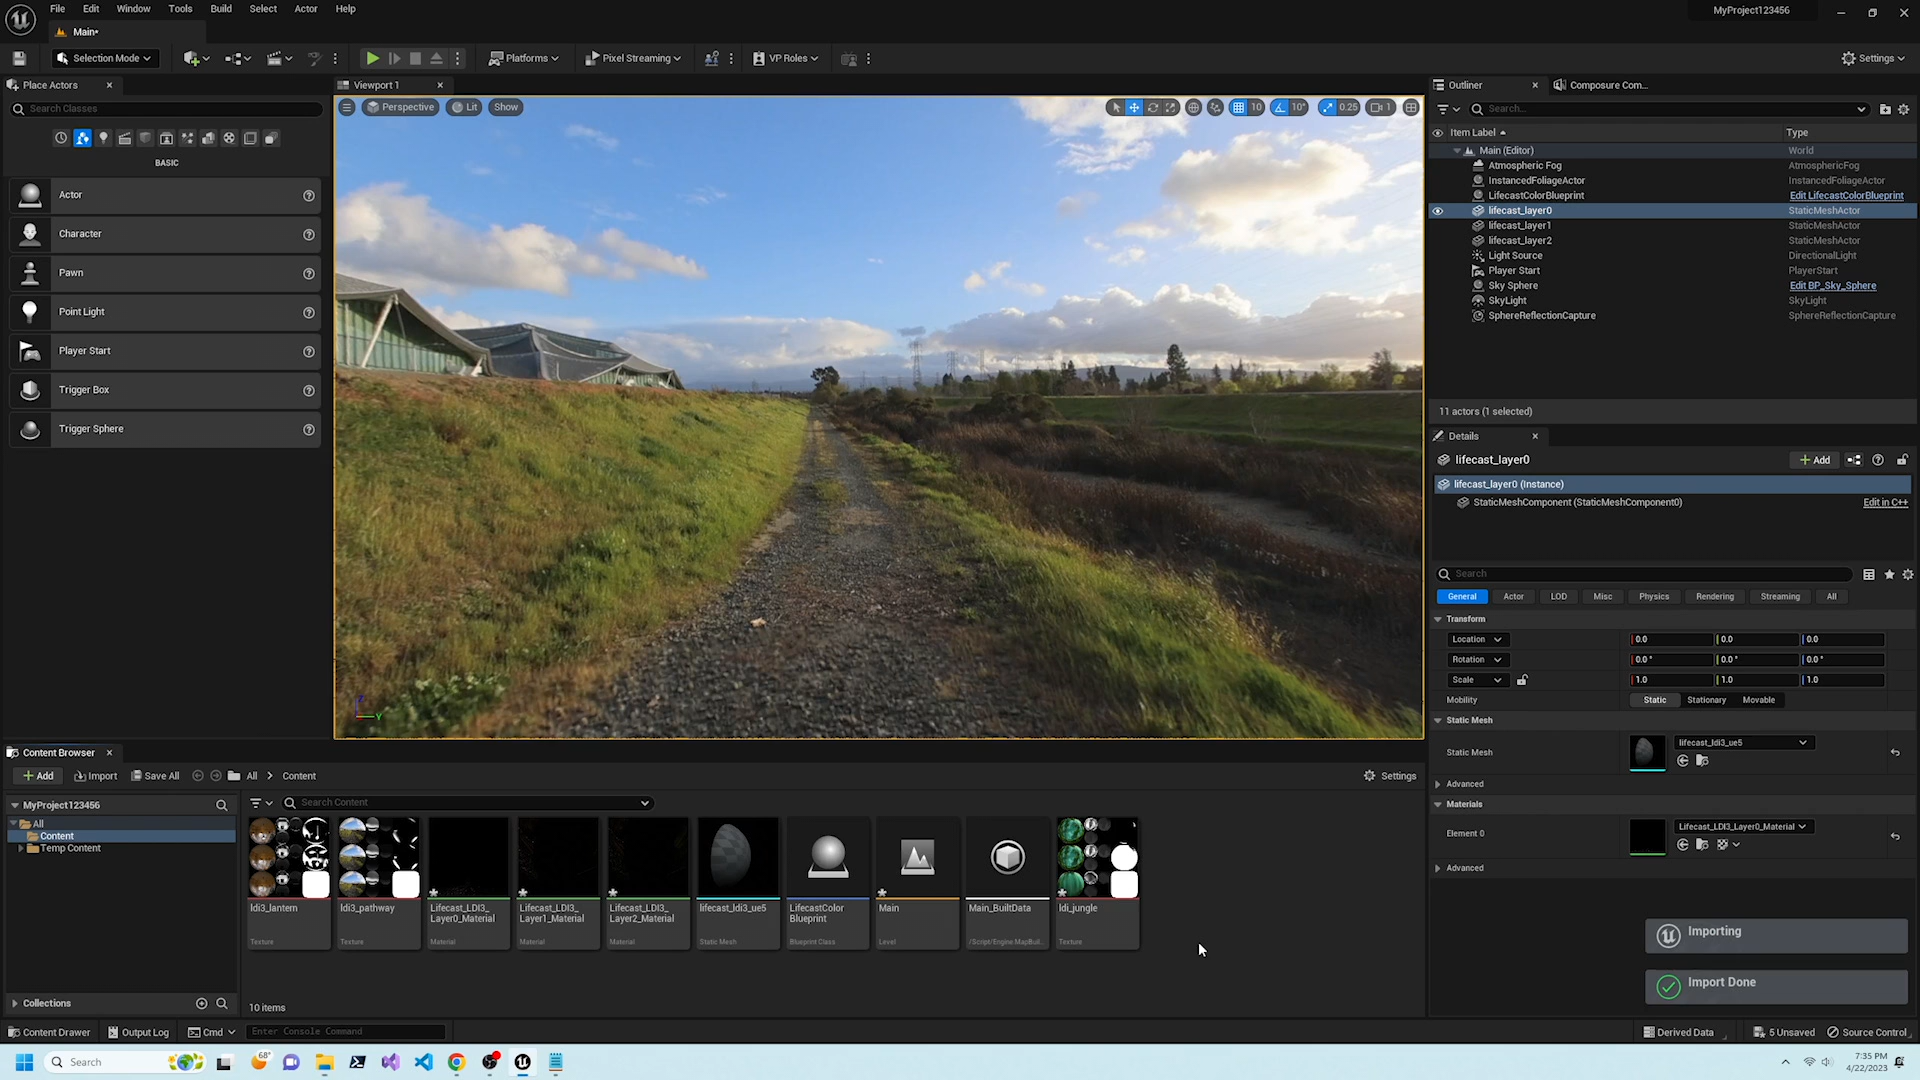 File Edit Window Tools Build Select Actor Help
MyProject123456
Main*
Selection Mode
Platforms
Pixel Streaming
VP Roles
Settings
Place Actors
Search Classes
BASIC
Actor
Character
Pawn
Point Light
Player Start
Trigger Box
Trigger Sphere
Viewport 1
Perspective Lit Show
10 10° 0.25 1
Y
Outliner
Composure Com...
Search...
Item Label Type
Main (Editor) World
Atmospheric Fog AtmosphericFog
InstancedFoliageActor InstancedFoliageActor
LifecastColorBlueprint Edit LifecastColorBlueprint
lifecast_layer0 StaticMeshActor
lifecast_layer1 StaticMeshActor
lifecast_layer2 StaticMeshActor
Light Source DirectionalLight
Player Start PlayerStart
Sky Sphere Edit BP_Sky_Sphere
SkyLight SkyLight
SphereReflectionCapture SphereReflectionCapture
11 actors (1 selected)
Details
lifecast_layer0
Add
lifecast_layer0 (Instance)
StaticMeshComponent (StaticMeshComponent0) Edit in C++
Search
General Actor LOD Misc Physics Rendering Streaming All
Transform
Location 0.0 0.0 0.0
Rotation 0.0° 0.0° 0.0°
Scale 1.0 1.0 1.0
Mobility Static Stationary Movable
Static Mesh
Static Mesh lifecast_ldi3_ue5
Advanced
Materials
Element 0 Lifecast_LDI3_Layer0_Material
Advanced
Importing
Import Done
Content Browser
Add Import Save All All Content
Settings
MyProject123456
All
Content
Temp Content
Collections
Search Content
ldi3_lantern
Texture
ldi3_pathway
Texture
Lifecast_LDI3_
Layer0_Material
Material
Lifecast_LDI3_
Layer1_Material
Material
Lifecast_LDI3_
Layer2_Material
Material
lifecast_ldi3_ue5
Static Mesh
LifecastColor
Blueprint
Blueprint Class
Main
Level
Main_BuiltData
/Script/Engine.MapBuil...
ldi_jungle
Texture
10 items
Content Drawer Output Log Cmd Enter Console Command
Derived Data 5 Unsaved Source Control
Search
68°
7:35 PM
4/22/2023